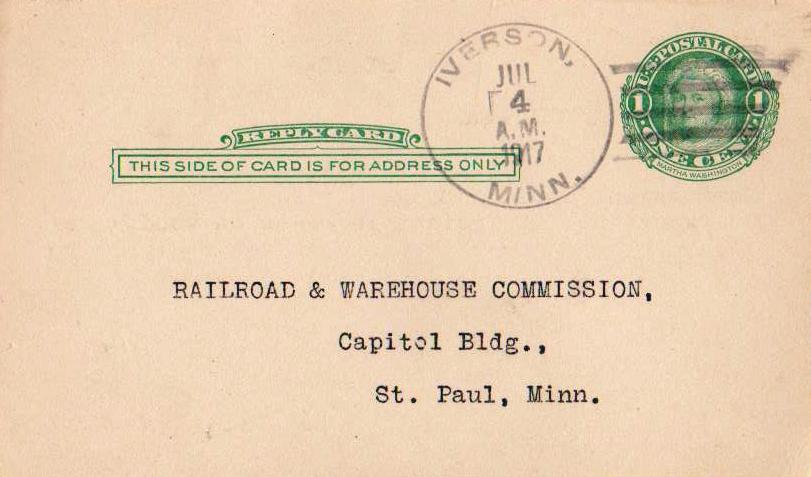 IVERSON,
JUL
4
A.M.
1917
MINN.
U·S·POSTAL CARD
1 1
ONE CENT
MARTHA WASHINGTON
REPLY CARD
THIS SIDE OF CARD IS FOR ADDRESS ONLY
RAILROAD & WAREHOUSE COMMISSION,
Capitol Bldg.,
St. Paul, Minn.